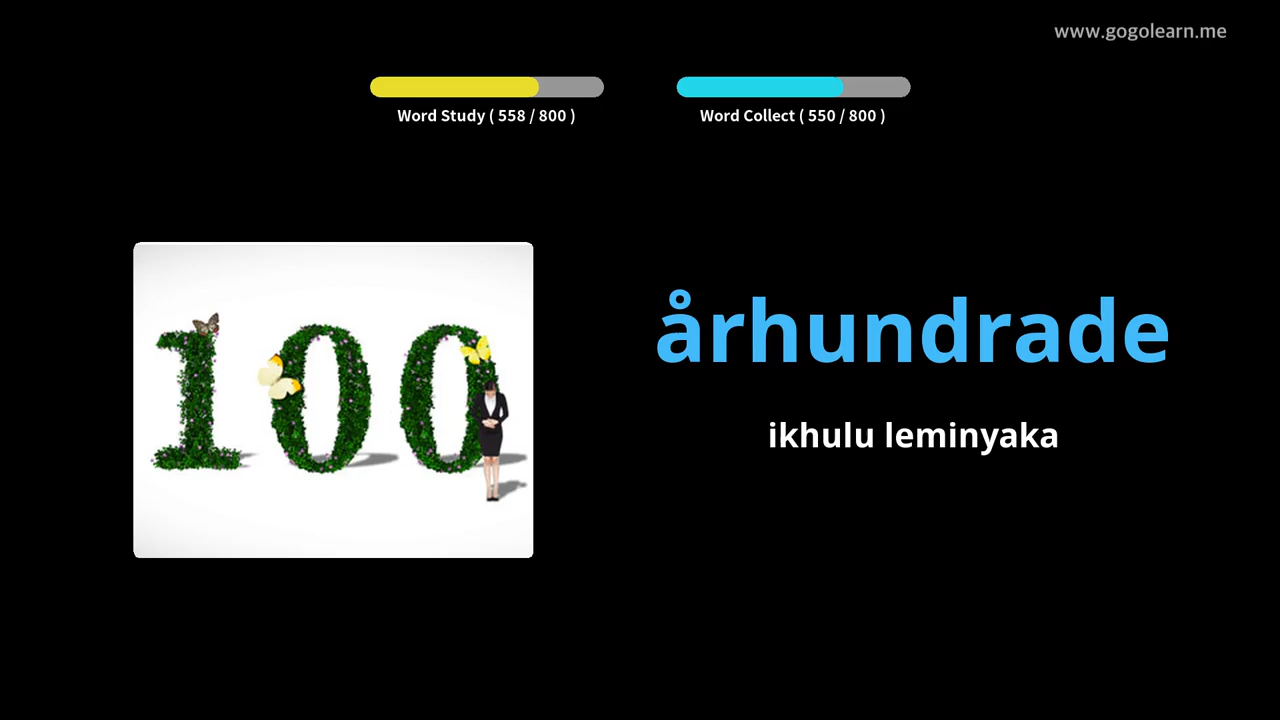 www.gogolearn.me
Word Study ( 558 / 800 )
Word Collect ( 550 / 800 )
100
århundrade
ikhulu leminyaka